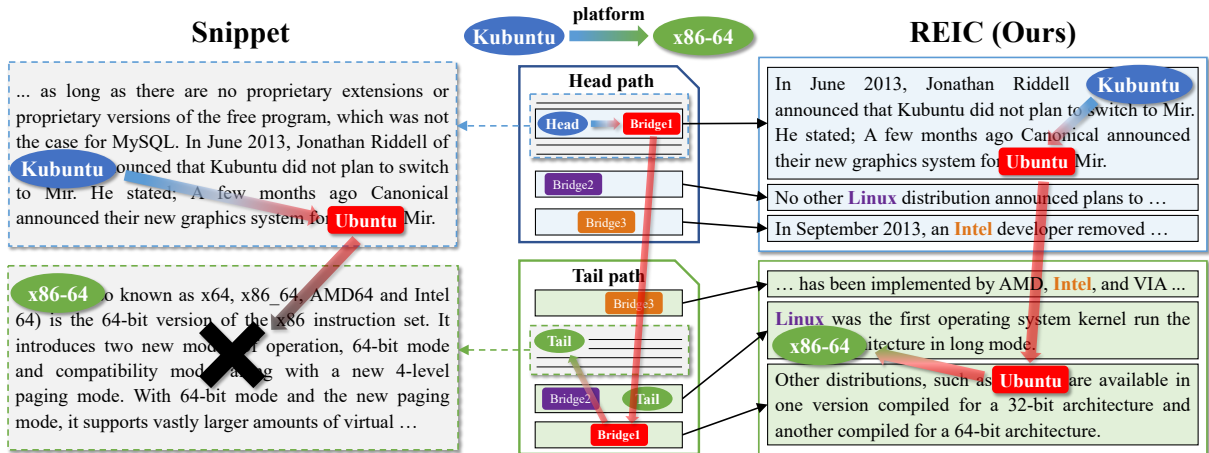 Snippet
platform
Kubuntu
x86-64
REIC (Ours)
... as long as there are no proprietary extensions or
proprietary versions of the free program, which was not
the case for MySQL. In June 2013, Jonathan Riddell of
Kubuntu
nounced that Kubuntu did not plan to switch
to Mir. He stated; A few months ago Canonical
announced their new graphics system for
Ubuntu
Mir.
x86-64
o known as x64, x86_64, AMD64 and Intel
64) is the 64-bit version of the x86 instruction set. It
introduces two new of operation, 64-bit mode
and compatibility along with a new 4-level
paging mode. With 64-bit mode and the new paging
mode, it supports vastly larger amounts of virtual …
Head path
Head
Bridge1
Bridge2
Bridge3
Tail path
Bridge3
Tail
Bridge2
Tail
Bridge1
In June 2013, Jonathan Riddell
Kubuntu
announced that Kubuntu did not plan to switch to Mir.
He stated; A few months ago Canonical announced
their new graphics system for
Ubuntu
Mir.
No other Linux distribution announced plans to …
In September 2013, an Intel developer removed …
… has been implemented by AMD, Intel, and VIA ...
Linux was the first operating system kernel run the
x86-64
itecture in long mode.
Other distributions, such as
Ubuntu
are available in
one version compiled for a 32-bit architecture and
another compiled for a 64-bit architecture.